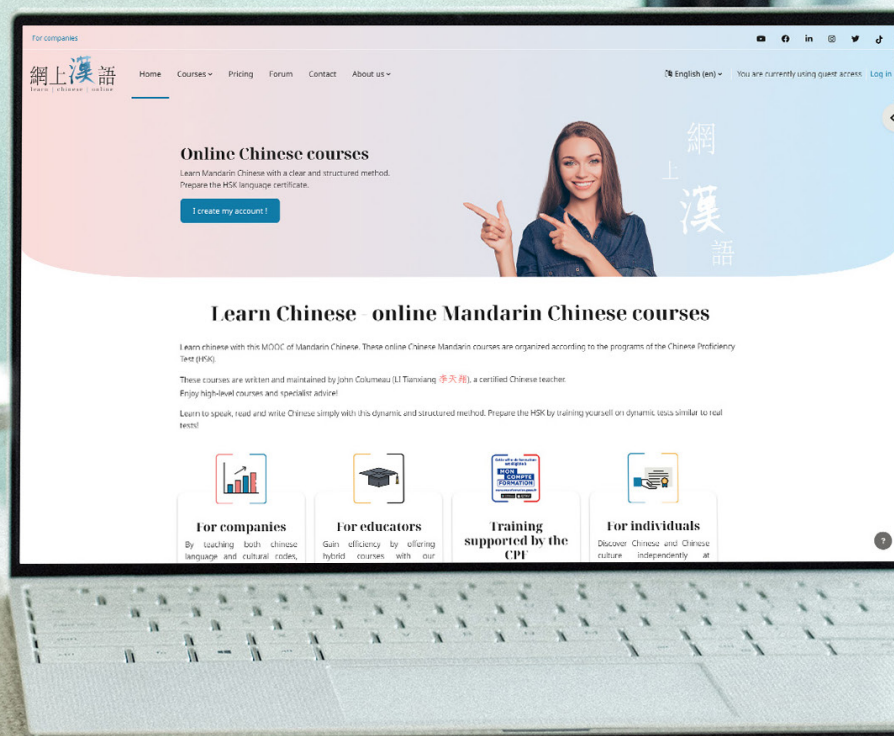 For companies
網上漢語
learn | chinese | online
Home Courses Pricing Forum Contact About us
English (en) You are currently using guest access Log in
Online Chinese courses
Learn Mandarin Chinese with a clear and structured method.
Prepare the HSK language certificate.
I create my account !
網
上
漢
語
Learn Chinese - online Mandarin Chinese courses
Learn chinese with this MOOC of Mandarin Chinese. These online Chinese Mandarin courses are organized according to the programs of the Chinese Proficiency
Test (HSK).
These courses are written and maintained by John Columeau (LI Tianxiang 李天翔), a certified Chinese teacher.
Enjoy high-level courses and specialist advice!
Learn to speak, read and write Chinese simply with this dynamic and structured method. Prepare the HSK by training yourself on dynamic tests similar to real
tests!
MON
COMPTE
FORMATION
For companies
By teaching both chinese
language and cultural codes,
For educators
Gain efficiency by offering
hybrid courses with our
Training
supported by the
CPF
For individuals
Discover Chinese and Chinese
culture independently at
?